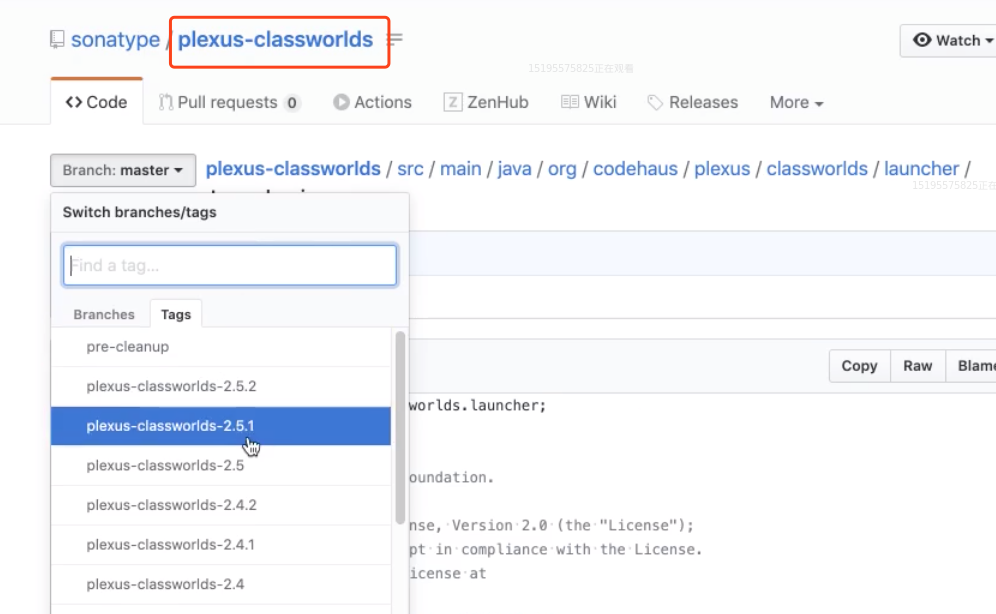 sonatype / plexus-classworlds
Watch
15195575825正在观看
Code Pull requests 0 Actions ZenHub Wiki Releases More
Branch: master plexus-classworlds / src / main / java / org / codehaus / plexus / classworlds / launcher /
15195575825正在
Switch branches/tags
Find a tag...
Branches Tags
pre-cleanup
Copy Raw Blame
plexus-classworlds-2.5.2
worlds.launcher;
plexus-classworlds-2.5.1
plexus-classworlds-2.5
oundation.
plexus-classworlds-2.4.2
nse, Version 2.0 (the "License");
plexus-classworlds-2.4.1
pt in compliance with the License.
icense at
plexus-classworlds-2.4